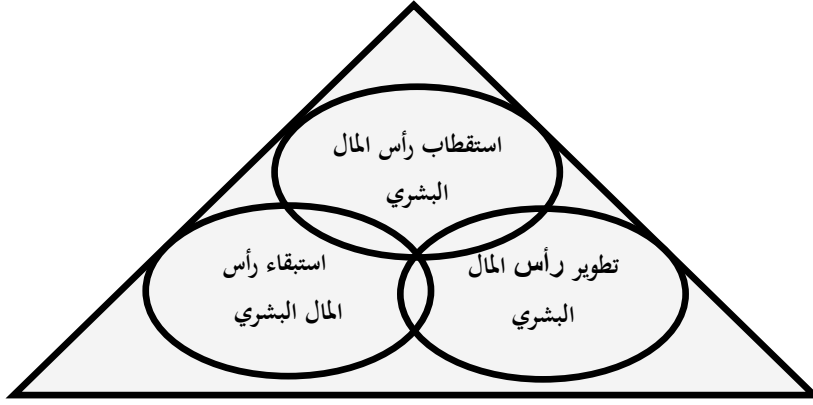 استقطاب رأس المال
البشري
تطوير رأس المال
البشري
استبقاء رأس
المال البشري